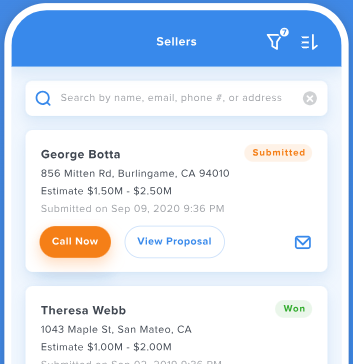 Sellers
7
Search by name, email, phone #, or address
George Botta
Submitted
856 Mitten Rd, Burlingame, CA 94010
Estimate $1.50M - $2.50M
Submitted on Sep 09, 2020 9:36 PM
Call Now
View Proposal
Theresa Webb
Won
1043 Maple St, San Mateo, CA
Estimate $1.00M - $2.00M